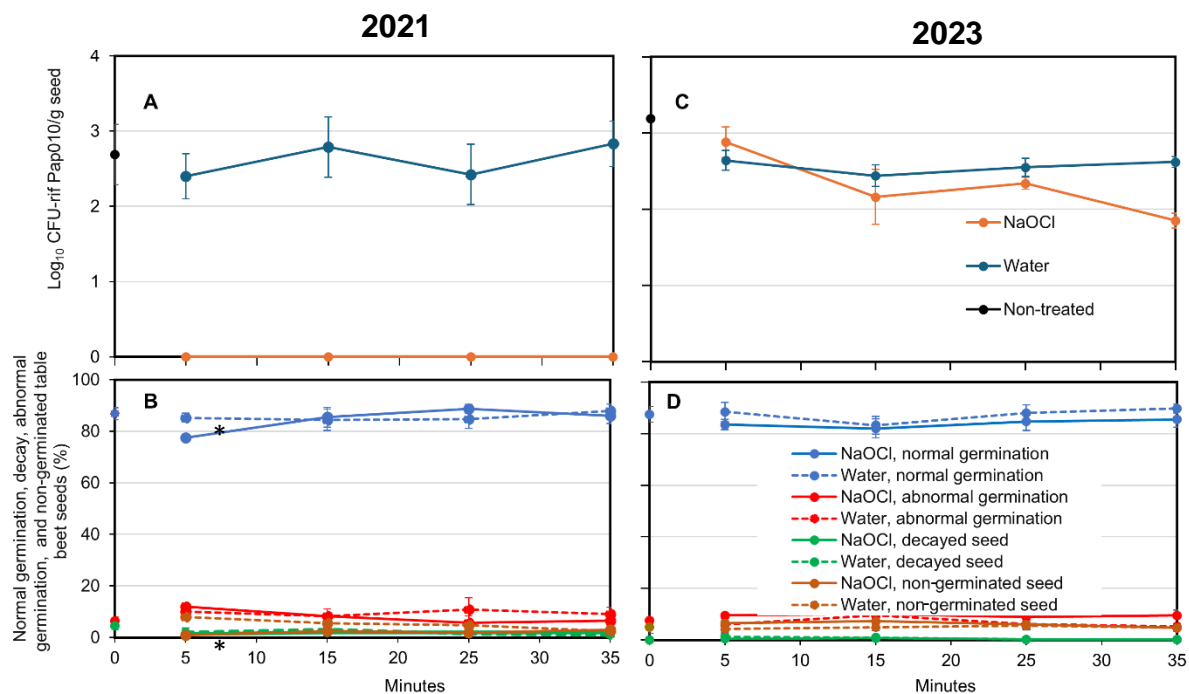 2021
2023
4
3
2
1
0
Log10 CFU-rif Pap010/g seed
A
C
NaOCl
Water
Non-treated
100
80
60
40
20
0
Normal germination, decay, abnormal
germination, and non-germinated table
beet seeds (%)
B
*
*
D
NaOCl, normal germination
Water, normal germination
NaOCl, abnormal germination
Water, abnormal germination
NaOCl, decayed seed
Water, decayed seed
NaOCl, non-germinated seed
Water, non-germinated seed
0 5 10 15 20 25 30 35
0 5 10 15 20 25 30 35
Minutes
Minutes